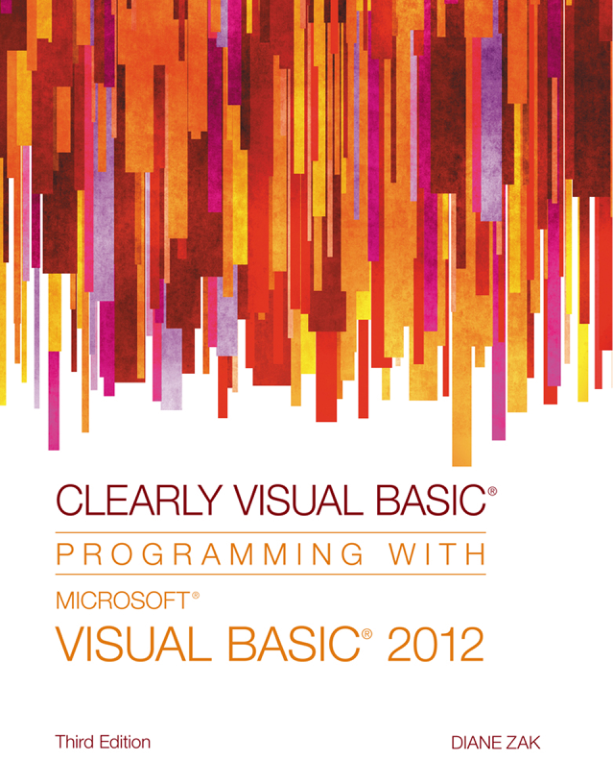 CLEARLY VISUAL BASIC®
PROGRAMMING WITH
MICROSOFT®
VISUAL BASIC® 2012
Third Edition
DIANE ZAK